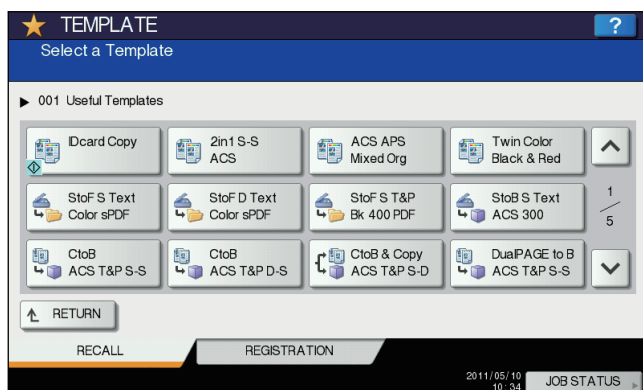 TEMPLATE
?
Select a Template
001 Useful Templates
IDcard Copy
2in1 S-S
ACS
ACS APS
Mixed Org
Twin Color
Black & Red
StoF S Text
Color sPDF
StoF D Text
Color sPDF
StoF S T&P
Bk 400 PDF
StoB S Text
ACS 300
1
5
CtoB
ACS T&P S-S
CtoB
ACS T&P D-S
CtoB & Copy
ACS T&P S-D
DualPAGE to B
ACS T&P S-S
RETURN
RECALL
REGISTRATION
2011/05/10
10:34
JOB STATUS